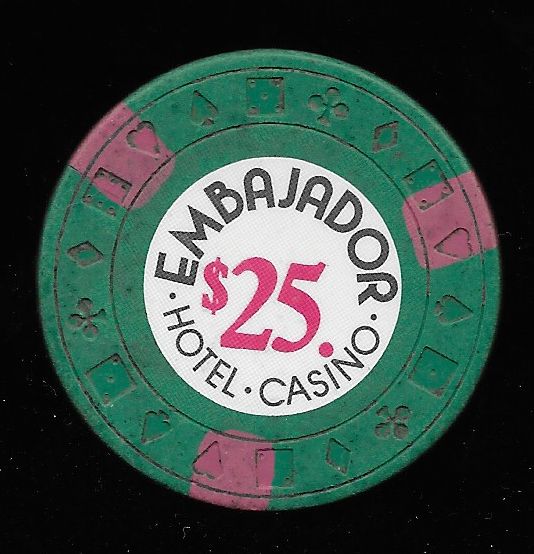 EMBAJADOR
$25.
· HOTEL · CASINO ·